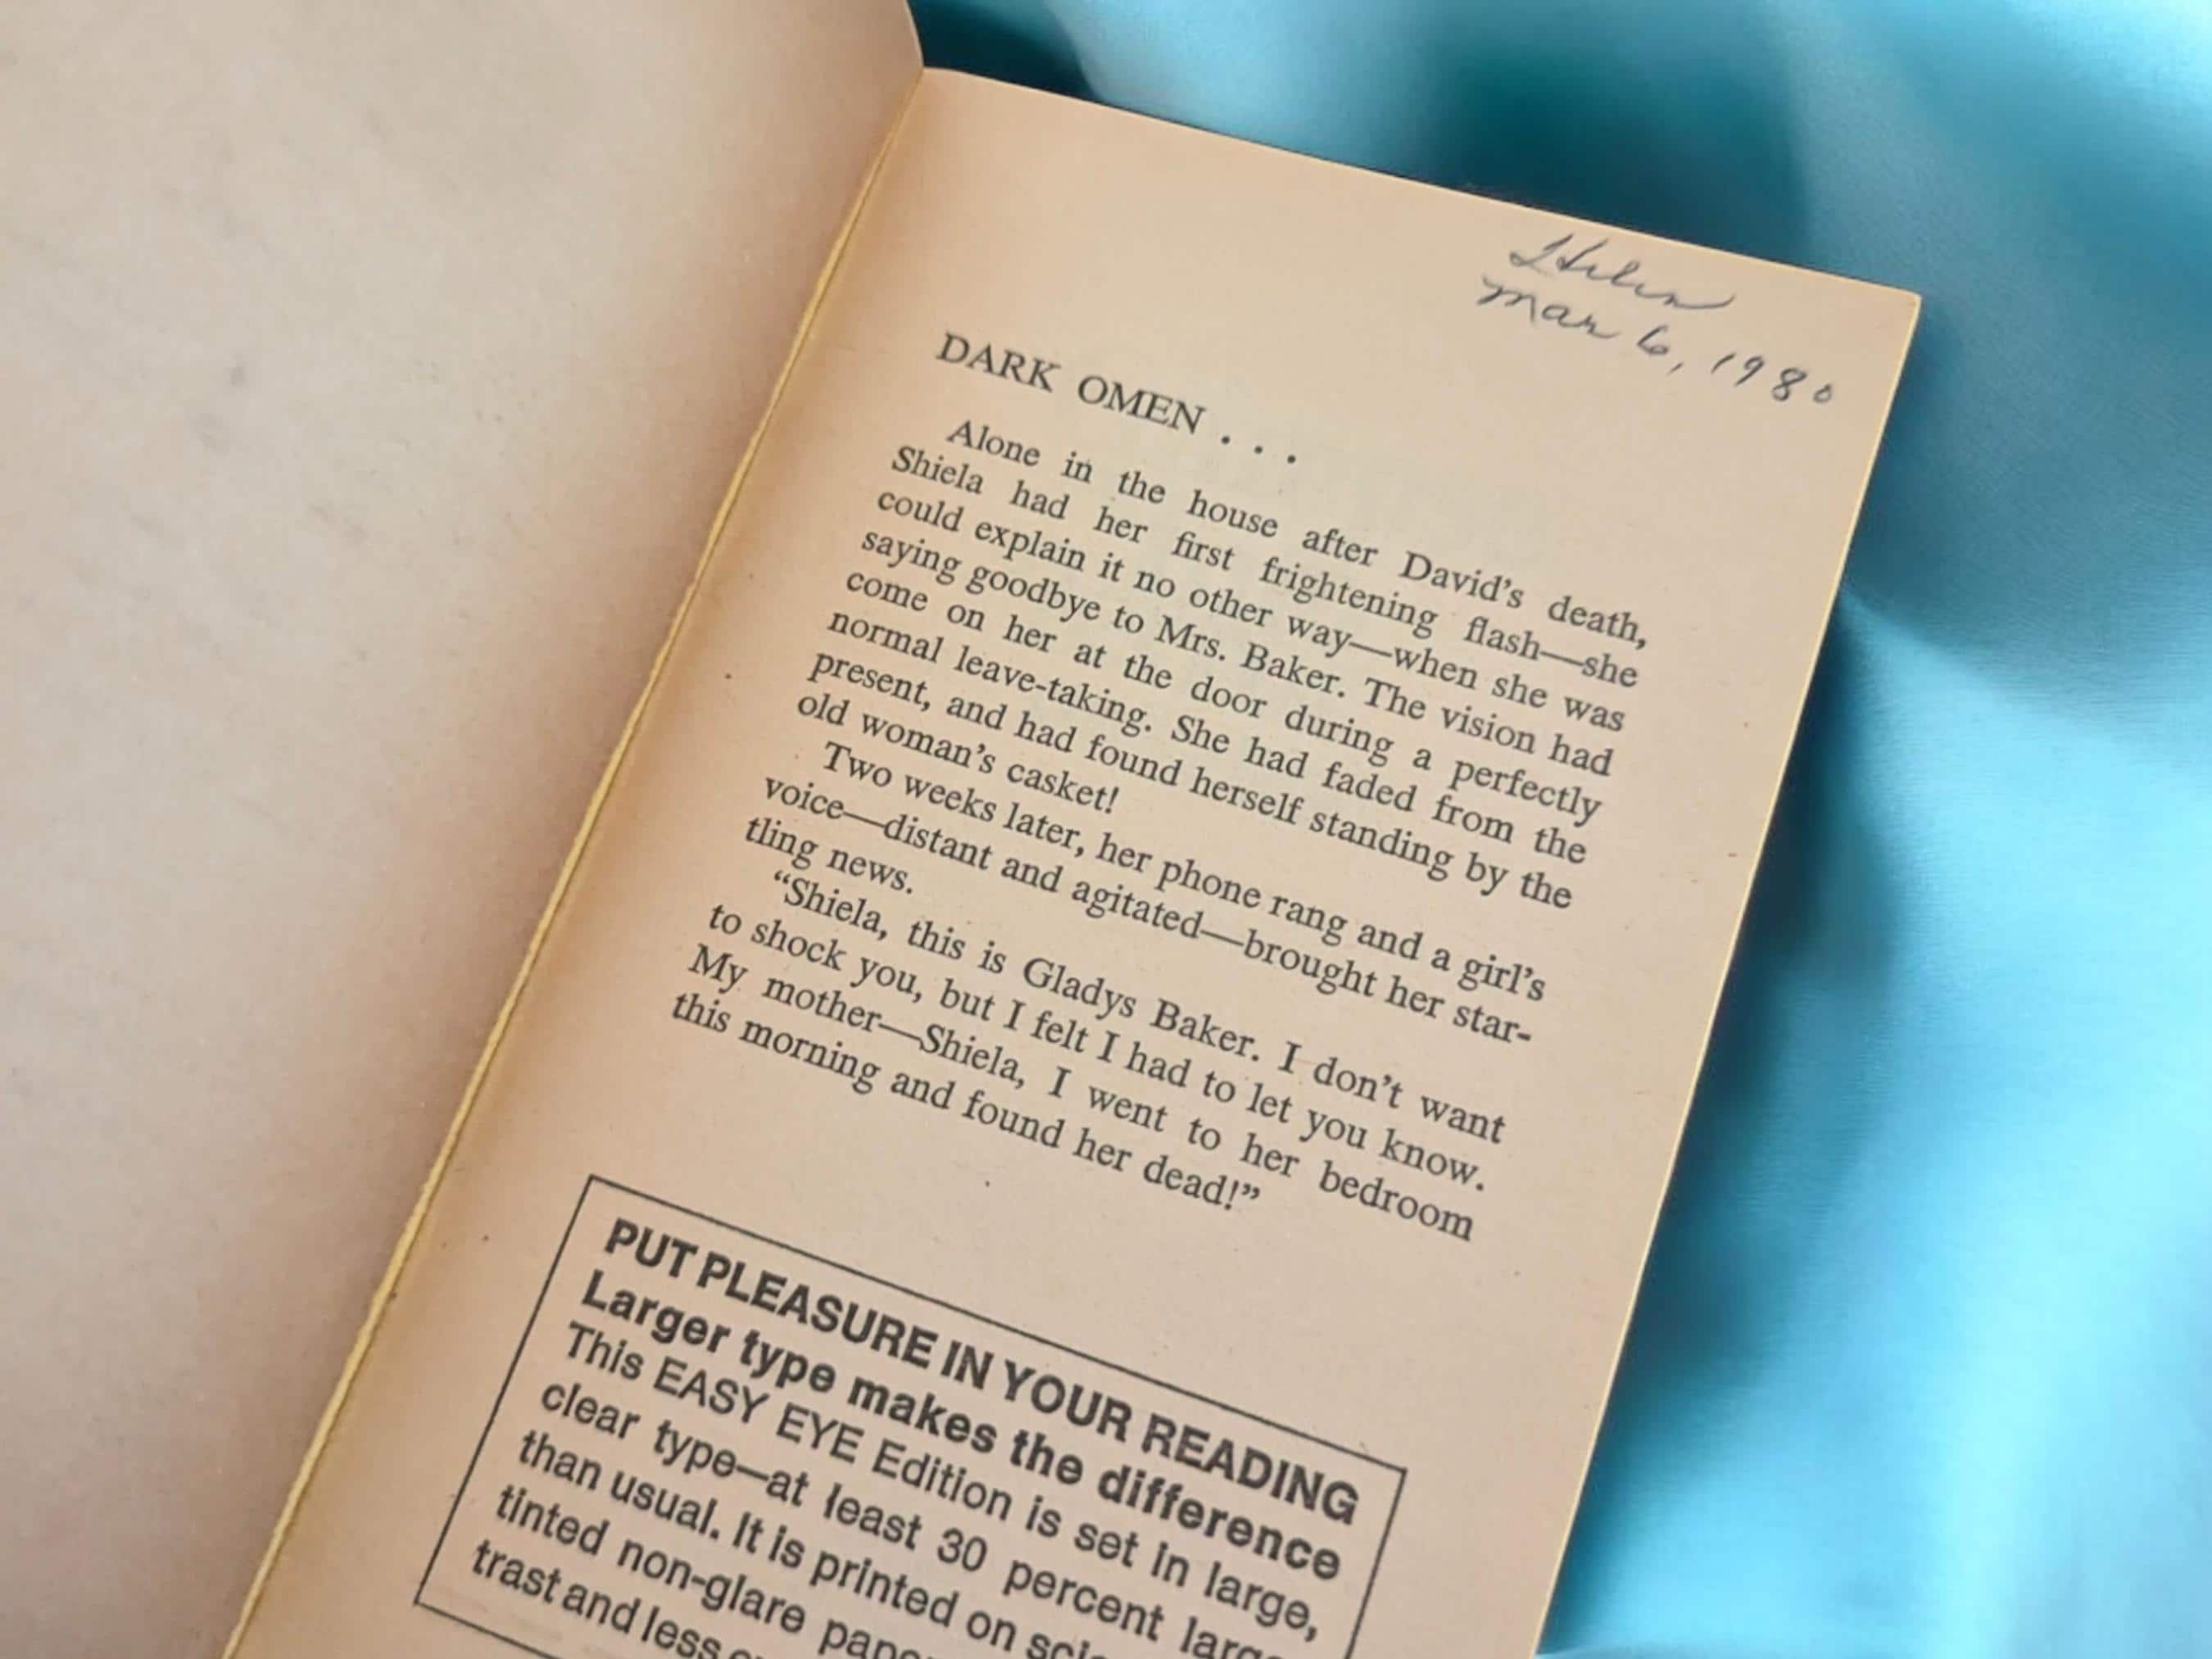 Helen
Mar 6, 1980
DARK OMEN . . .
Alone in the house after David's death,
Shiela had her first frightening flash—she
could explain it no other way—when she was
saying goodbye to Mrs. Baker. The vision had
come on her at the door during a perfectly
normal leave-taking. She had faded from the
present, and had found herself standing by the
old woman's casket!
Two weeks later, her phone rang and a girl's
voice—distant and agitated—brought her star-
tling news.
“Shiela, this is Gladys Baker. I don't want
to shock you, but I felt I had to let you know.
My mother—Shiela, I went to her bedroom
this morning and found her dead!”
PUT PLEASURE IN YOUR READING
Larger type makes the difference
This EASY EYE Edition is set in large,
clear type—at least 30 percent
than usual. It is printed on
tinted non-glare
trast and less